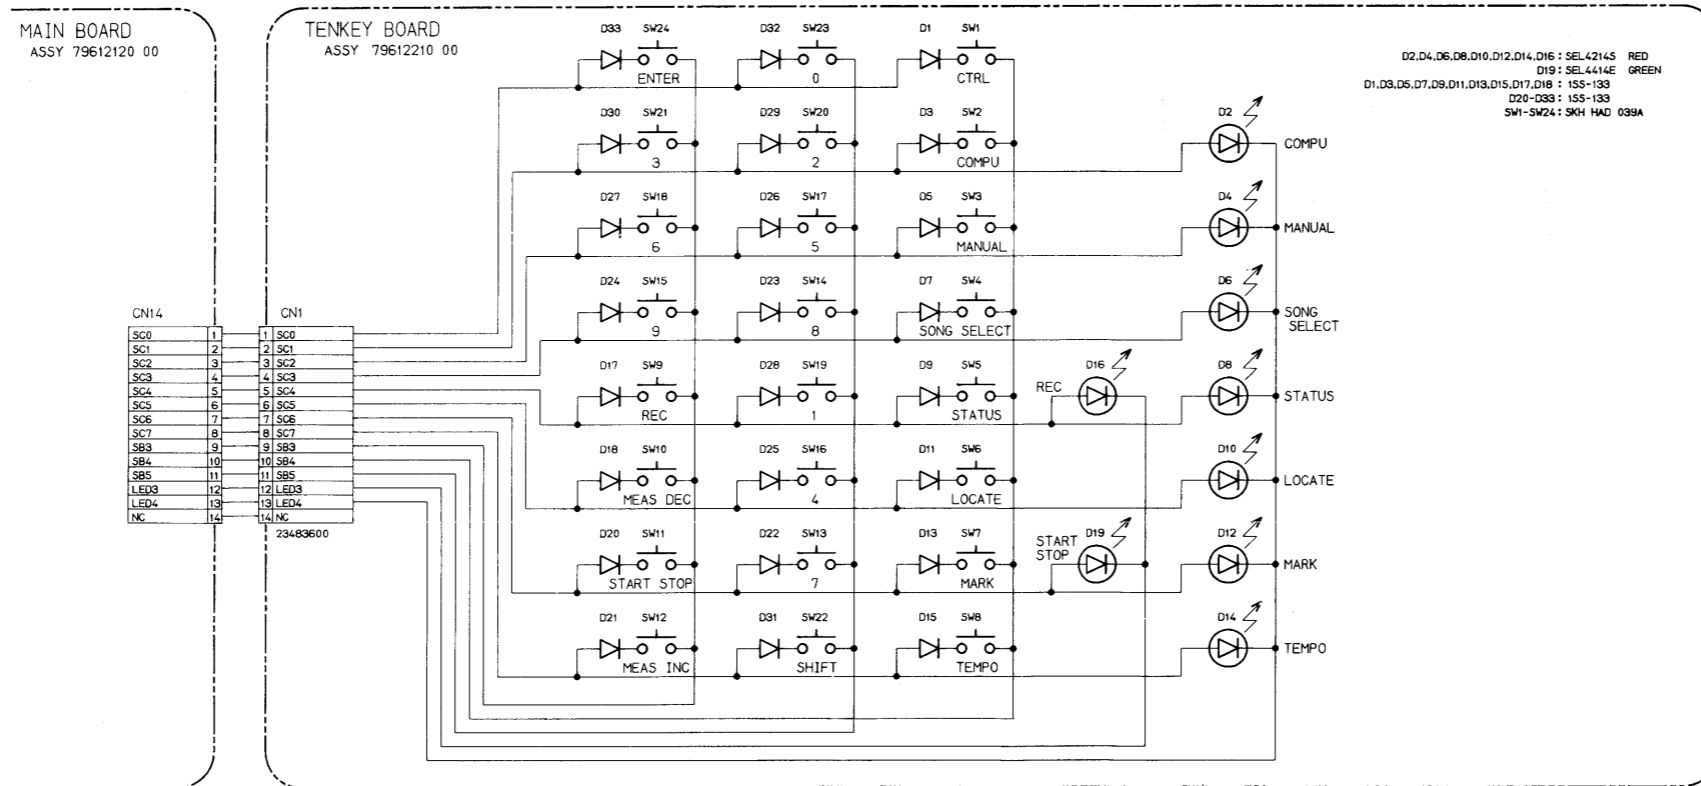 MAIN BOARD
ASSY 79612120 00
TENKEY BOARD
ASSY 79612210 00
D2,D4,D6,D8,D10,D12,D14,D16 : SEL4214S RED
D19 : SEL4414E GREEN
D1,D3,D5,D7,D9,D11,D13,D15,D17,D18 : 1SS-133
D20-D33 : 1SS-133
SW1-SW24 : SKH HAD 039A
D33 SW24 D32 SW23 D1 SW1
ENTER 0 CTRL
D30 SW21 D29 SW20 D3 SW2 D2
3 2 COMPU COMPU
D27 SW18 D26 SW17 D5 SW3 D4
6 5 MANUAL MANUAL
D24 SW15 D23 SW14 D7 SW4 D6
9 8 SONG SELECT SONG
SELECT
D17 SW9 D28 SW19 D9 SW5 D16 D8
REC 1 STATUS REC STATUS
D18 SW10 D25 SW16 D11 SW6 D10
MEAS DEC 4 LOCATE LOCATE
D20 SW11 D22 SW13 D13 SW7 D19 D12
START STOP 7 MARK START
STOP MARK
D21 SW12 D31 SW22 D15 SW8 D14
MEAS INC SHIFT TEMPO TEMPO
CN14 CN1
SC0 1 1 SC0
SC1 2 2 SC1
SC2 3 3 SC2
SC3 4 4 SC3
SC4 5 5 SC4
SC5 6 6 SC5
SC6 7 7 SC6
SC7 8 8 SC7
SB3 9 9 SB3
SB4 10 10 SB4
SB5 11 11 SB5
LED3 12 12 LED3
LED4 13 13 LED4
NC 14 14 NC
23483600